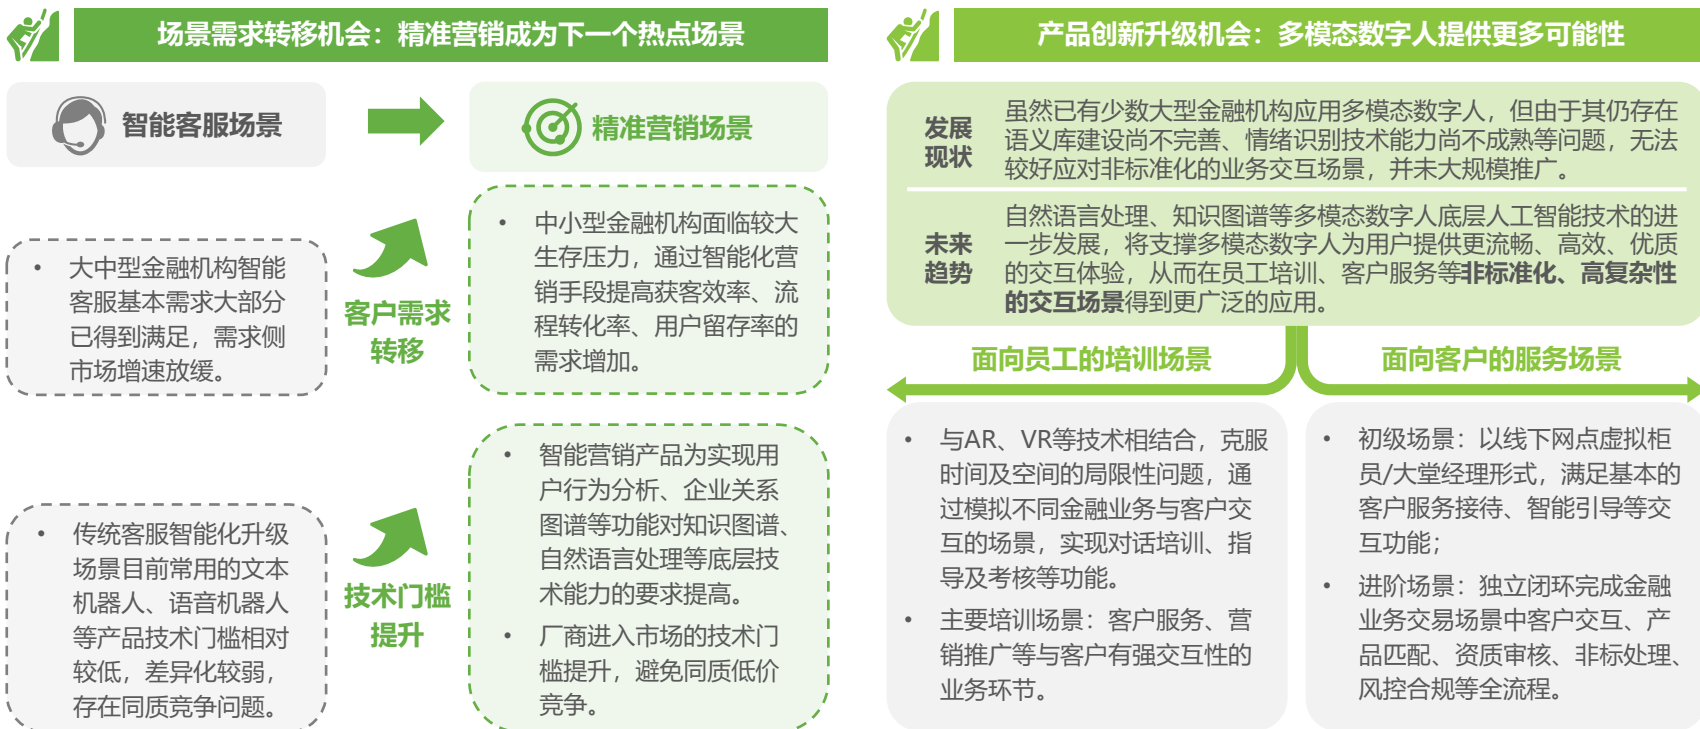 场景需求转移机会：精准营销成为下一个热点场景
智能客服场景
精准营销场景
• 大中型金融机构智能
客服基本需求大部分
已得到满足，需求侧
市场增速放缓。
客户需求
转移
• 中小型金融机构面临较大
生存压力，通过智能化营
销手段提高获客效率、流
程转化率、用户留存率的
需求增加。
• 传统客服智能化升级
场景目前常用的文本
机器人、语音机器人
等产品技术门槛相对
较低，差异化较弱，
存在同质竞争问题。
技术门槛
提升
• 智能营销产品为实现用
户行为分析、企业关系
图谱等功能对知识图谱、
自然语言处理等底层技
术能力的要求提高。
• 厂商进入市场的技术门
槛提升，避免同质低价
竞争。
产品创新升级机会：多模态数字人提供更多可能性
发展
现状
虽然已有少数大型金融机构应用多模态数字人，但由于其仍存在
语义库建设尚不完善、情绪识别技术能力尚不成熟等问题，无法
较好应对非标准化的业务交互场景，并未大规模推广。
未来
趋势
自然语言处理、知识图谱等多模态数字人底层人工智能技术的进
一步发展，将支撑多模态数字人为用户提供更流畅、高效、优质
的交互体验，从而在员工培训、客户服务等非标准化、高复杂性
的交互场景得到更广泛的应用。
面向员工的培训场景
• 与AR、VR等技术相结合，克服
时间及空间的局限性问题，通
过模拟不同金融业务与客户交
互的场景，实现对话培训、指
导及考核等功能。
• 主要培训场景：客户服务、营
销推广等与客户有强交互性的
业务环节。
面向客户的服务场景
• 初级场景：以线下网点虚拟柜
员/大堂经理形式，满足基本的
客户服务接待、智能引导等交
互功能；
• 进阶场景：独立闭环完成金融
业务交易场景中客户交互、产
品匹配、资质审核、非标处理、
风控合规等全流程。